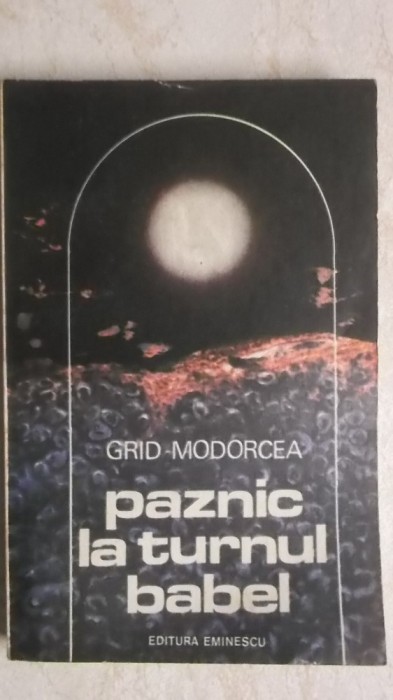 GRID MODORCEA
paznic
la turnul
babel
EDITURA EMINESCU